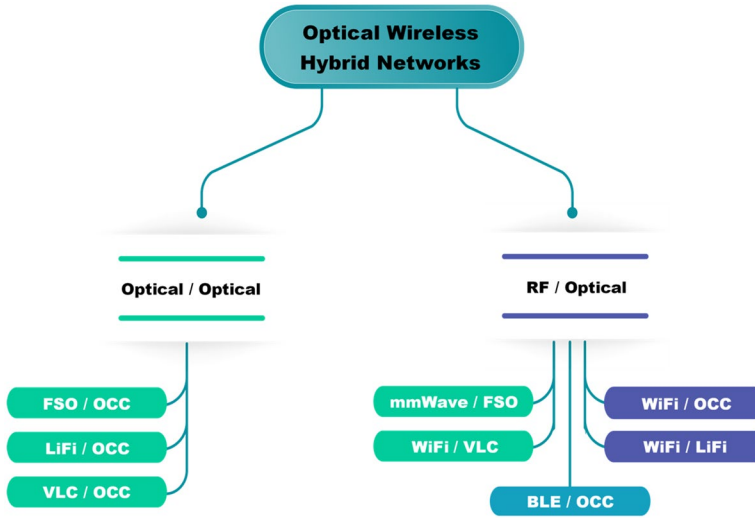 Optical Wireless
Hybrid Networks
Optical / Optical
RF / Optical
FSO / OCC
LiFi / OCC
VLC / OCC
mmWave / FSO
WiFi / VLC
BLE / OCC
WiFi / OCC
WiFi / LiFi